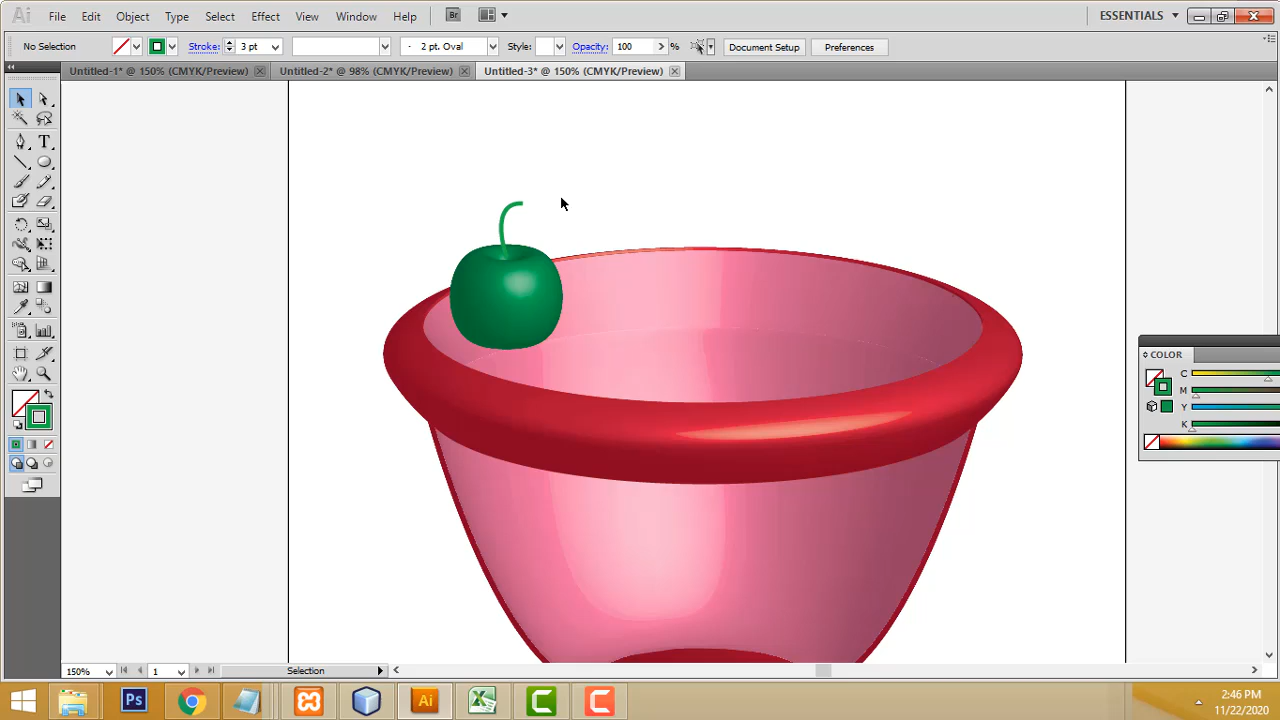 Ai File Edit Object Type Select Effect View Window Help Br ESSENTIALS
No Selection Stroke: 3 pt 2 pt. Oval Style: Opacity: 100 % Document Setup Preferences
Untitled-1* @ 150% (CMYK/Preview) Untitled-2* @ 98% (CMYK/Preview) Untitled-3* @ 150% (CMYK/Preview)
COLOR
C
M
Y
K
150% 1 Selection
Ps Ai
2:46 PM
11/22/2020